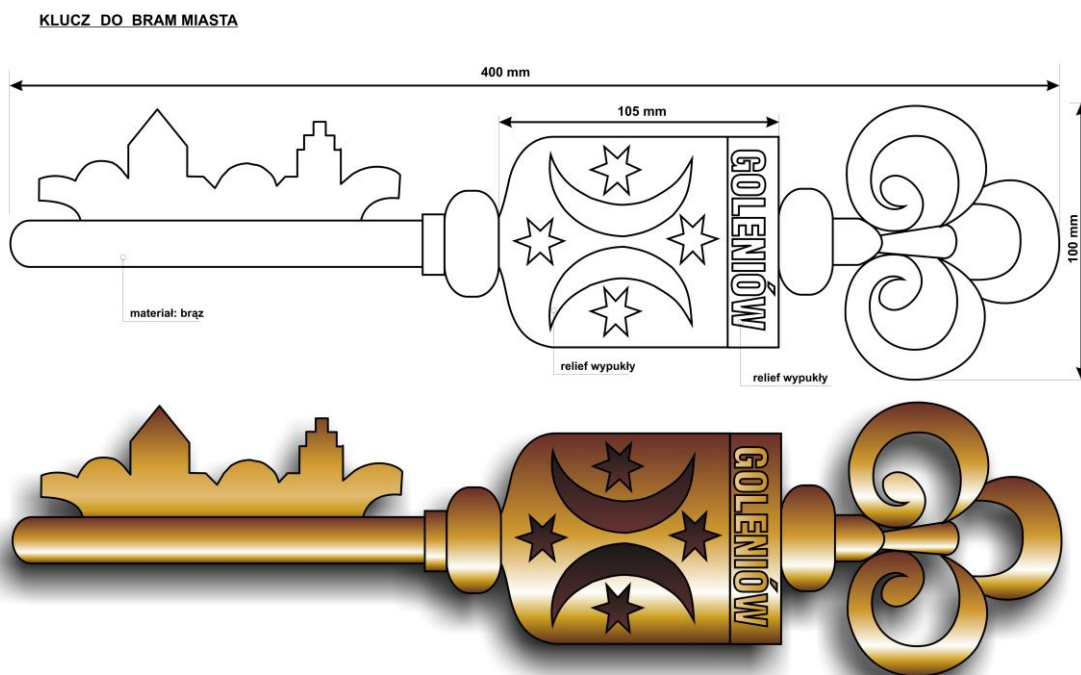 KLUCZ DO BRAM MIASTA
400 mm
105 mm
100 mm
GOLENIÓW
materiał: brąz
relief wypukły
relief wypukły
GOLENIÓW